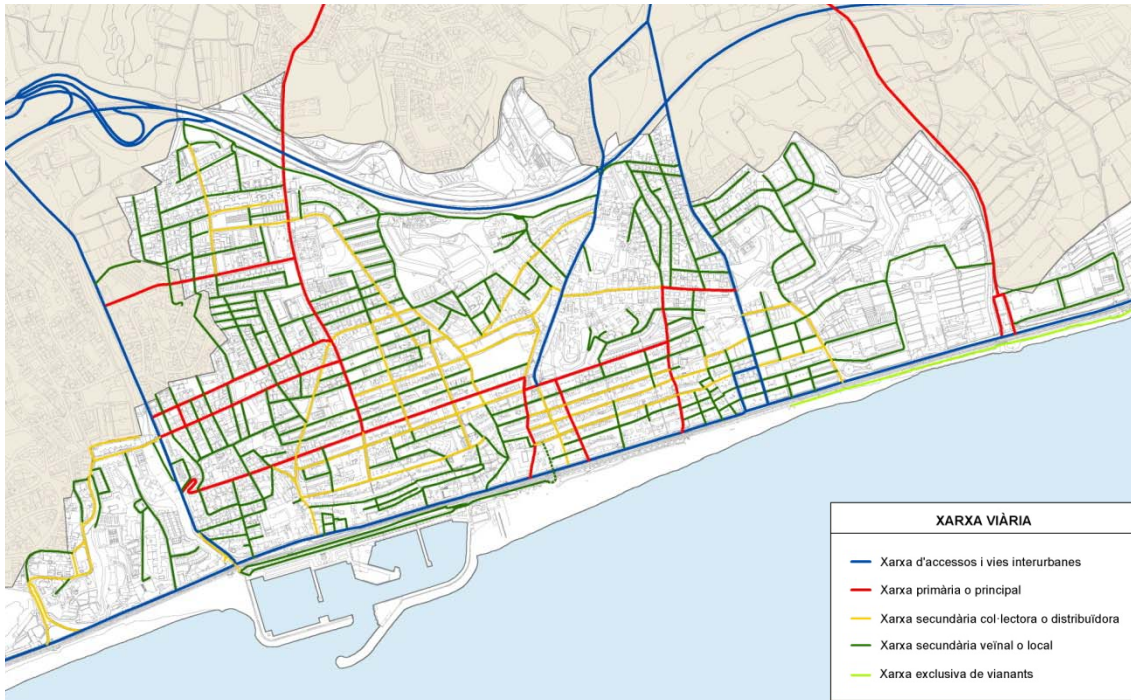 XARXA VIÀRIA
Xarxa d'accessos i vies interurbanes
Xarxa primària o principal
Xarxa secundària col·lectora o distribuïdora
Xarxa secundària veïnal o local
Xarxa exclusiva de vianants